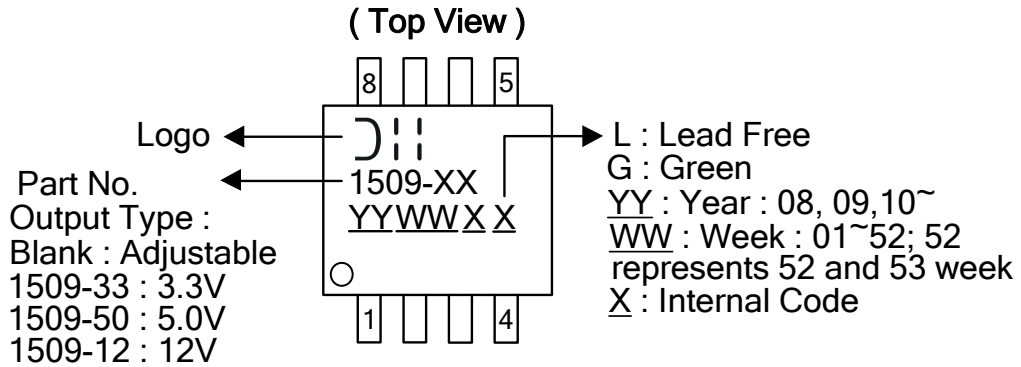 ( Top View )
8 5
Logo
Part No.
Output Type :
Blank : Adjustable
1509-33 : 3.3V
1509-50 : 5.0V
1509-12 : 12V
1509-XX
YYWWX X
1 4
L : Lead Free
G : Green
YY : Year : 08, 09,10~
WW : Week : 01~52; 52
represents 52 and 53 week
X : Internal Code